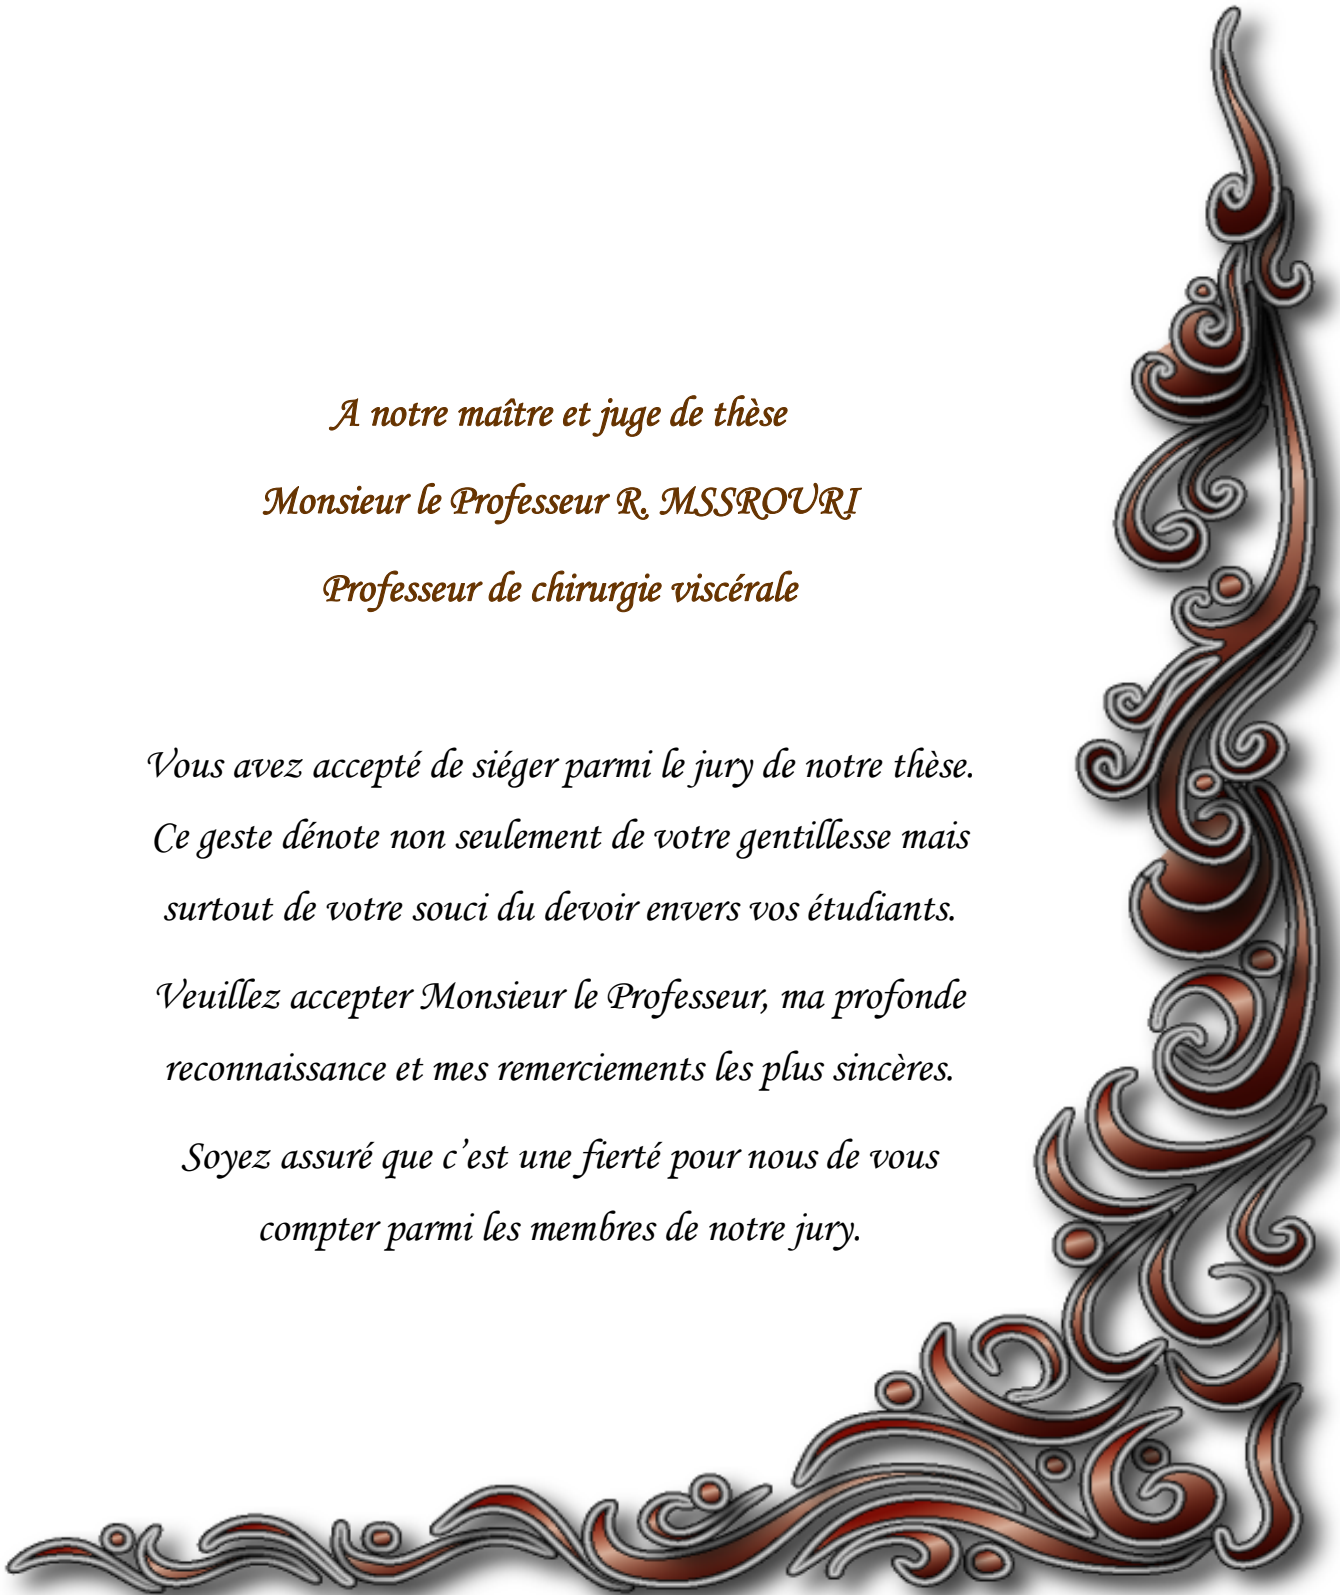 A notre maître et juge de thèse
Monsieur le Professeur R. MSSROURI
Professeur de chirurgie viscérale
Vous avez accepté de siéger parmi le jury de notre thèse.
Ce geste dénote non seulement de votre gentillesse mais
surtout de votre souci du devoir envers vos étudiants.
Veuillez accepter Monsieur le Professeur, ma profonde
reconnaissance et mes remerciements les plus sincères.
Soyez assuré que c’est une fierté pour nous de vous
compter parmi les membres de notre jury.